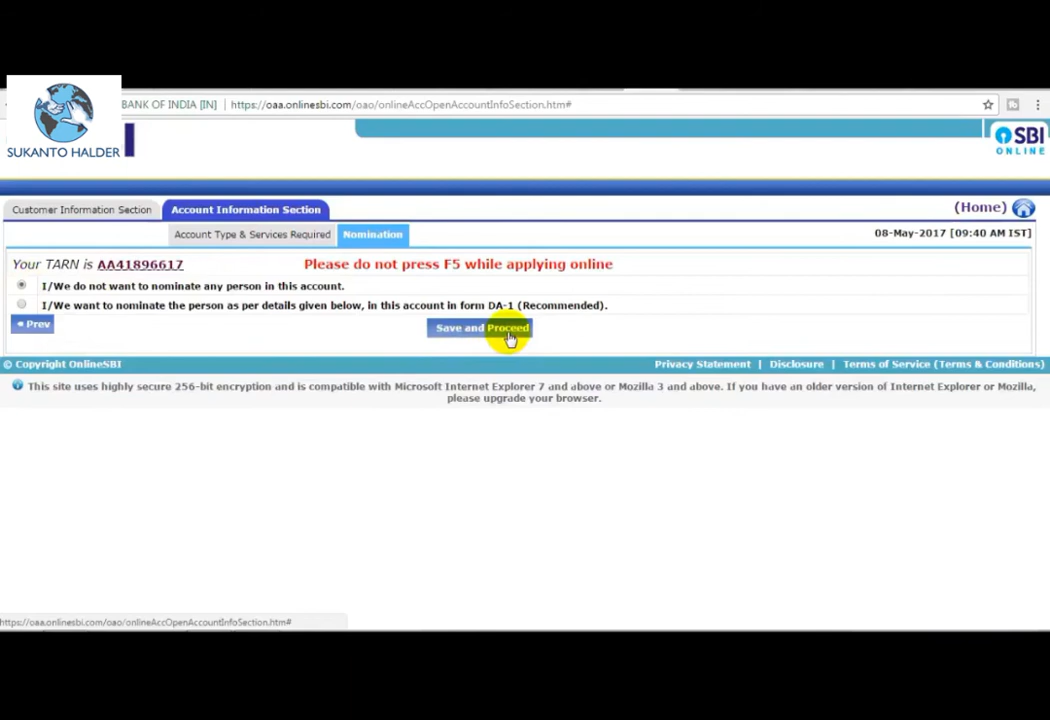 BANK OF INDIA [IN] | https://oaa.onlinesbi.com/oao/onlineAccOpenAccountInfoSection.htm#
SUKANTO HALDER
SBI
ONLINE
Customer Information Section
Account Information Section
(Home)
Account Type & Services Required
Nomination
08-May-2017 [09:40 AM IST]
Your TARN is AA41896617
Please do not press F5 while applying online
I/We do not want to nominate any person in this account.
I/We want to nominate the person as per details given below, in this account in form DA-1 (Recommended).
« Prev
Save and Proceed
© Copyright OnlineSBI
Privacy Statement | Disclosure | Terms of Service (Terms & Conditions)
This site uses highly secure 256-bit encryption and is compatible with Microsoft Internet Explorer 7 and above or Mozilla 3 and above. If you have an older version of Internet Explorer or Mozilla,
please upgrade your browser.
https://oaa.onlinesbi.com/oao/onlineAccOpenAccountInfoSection.htm#